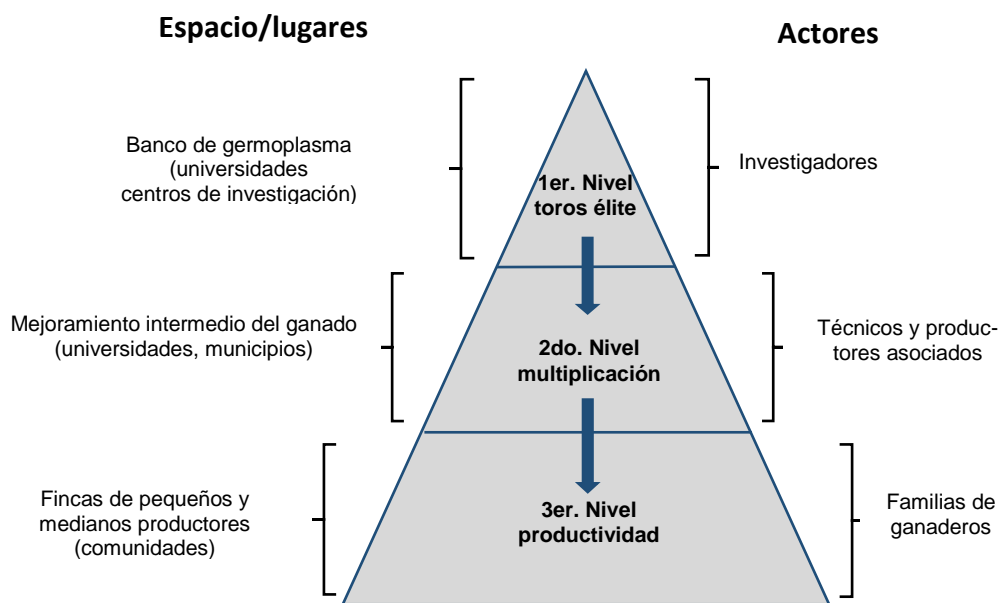 Espacio/lugares
Actores
Banco de germoplasma
(universidades
centros de investigación)
1er. Nivel
toros élite
Investigadores
Mejoramiento intermedio del ganado
(universidades, municipios)
2do. Nivel
multiplicación
Técnicos y produc-
tores asociados
Fincas de pequeños y
medianos productores
(comunidades)
3er. Nivel
productividad
Familias de
ganaderos